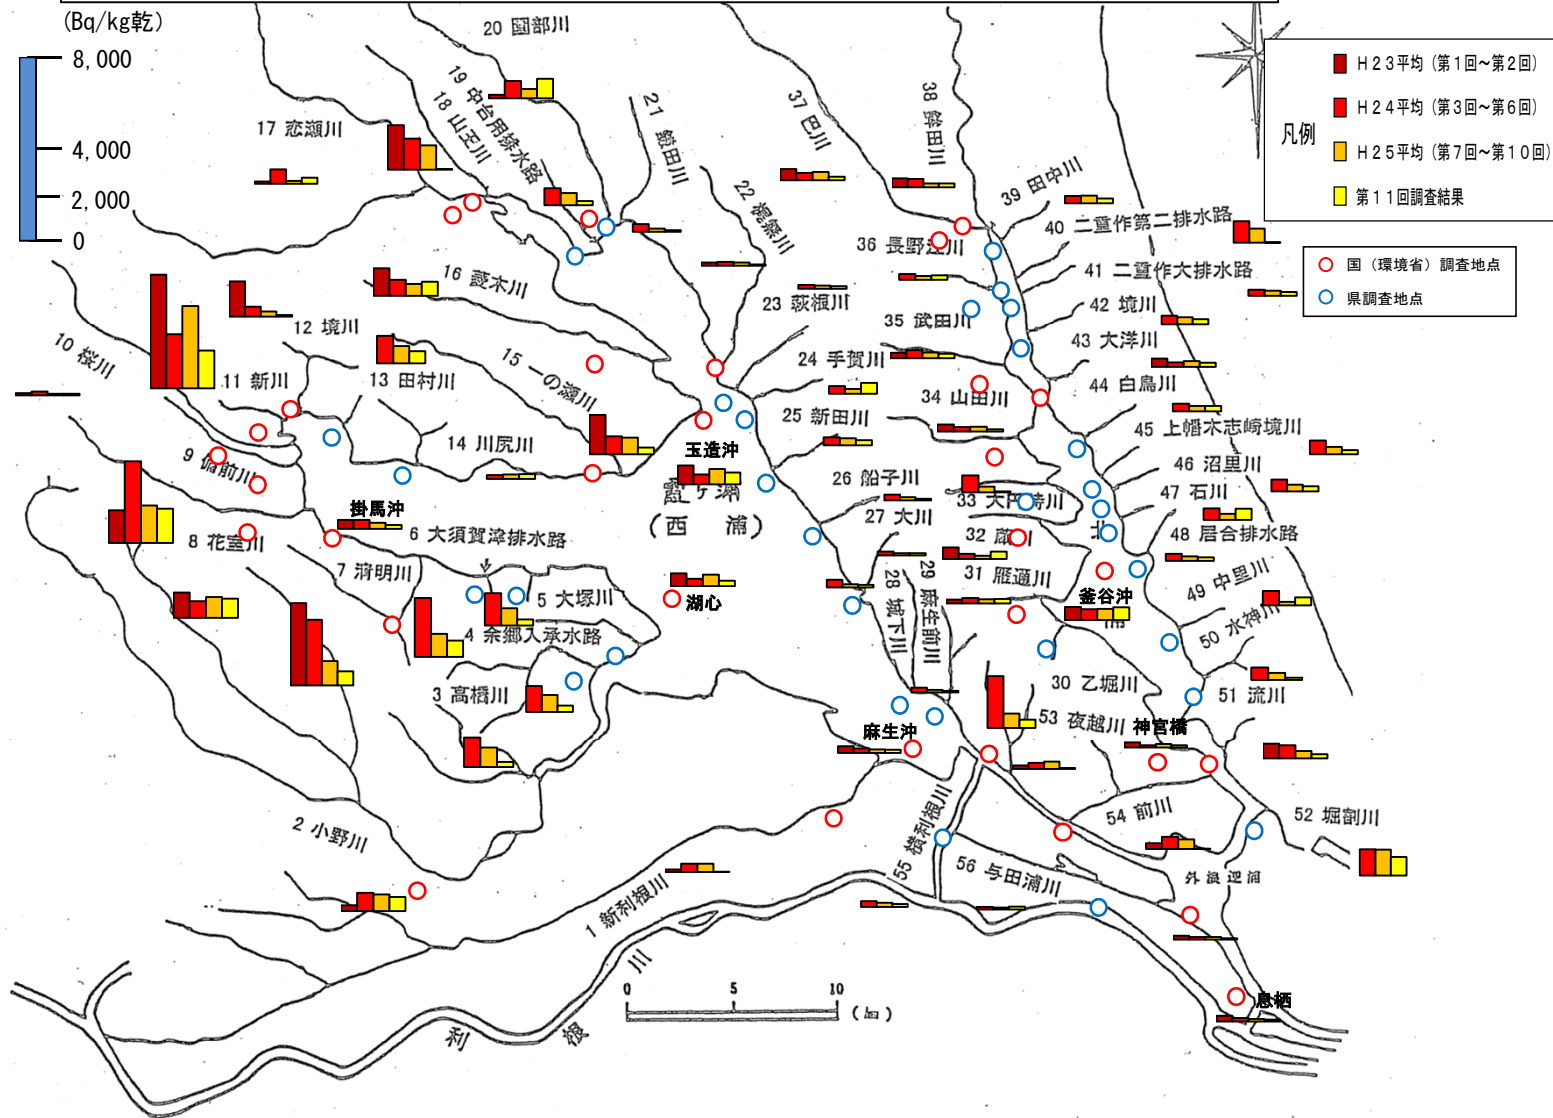 (Bq/kg乾)
8,000
4,000
2,000
0
凡例
H23平均(第1回～第2回)
H24平均(第3回～第6回)
H25平均(第7回～第10回)
第11回調査結果
国(環境省)調査地点
県調査地点
20 園部川
19 中台用排水路
18 山王川
17 恋瀬川
21 鎌田川
22 梶無川
37 巴川
38 鉾田川
39 田中川
40 二重作第二排水路
41 二重作大排水路
42 境川
43 大洋川
44 白鳥川
45 上幡木志崎境川
46 沼里川
47 石川
48 居合排水路
49 中里川
50 水神川
51 流川
52 堀割川
36 長野江川
35 武田川
34 山田川
33 大円寺川
32 蔵川
31 雁通川
30 乙堀川
53 夜越川
54 前川
55 横利根川
56 与田浦川
外浪逆浦
23 萩根川
24 手賀川
25 新田川
26 船子川
27 大川
28 城下川
29 麻生前川
16 菱木川
15 一の瀬川
14 川尻川
13 田村川
12 境川
11 新川
10 桜川
9 備前川
8 花室川
7 清明川
6 大須賀津排水路
5 大塚川
4 余郷入承水路
3 高橋川
2 小野川
1 新利根川
玉造沖
霞ヶ浦
(西 浦)
掛馬沖
湖心
麻生沖
北
浦
釜谷沖
神宮橋
息栖
利 根 川
0 5 10 (km)